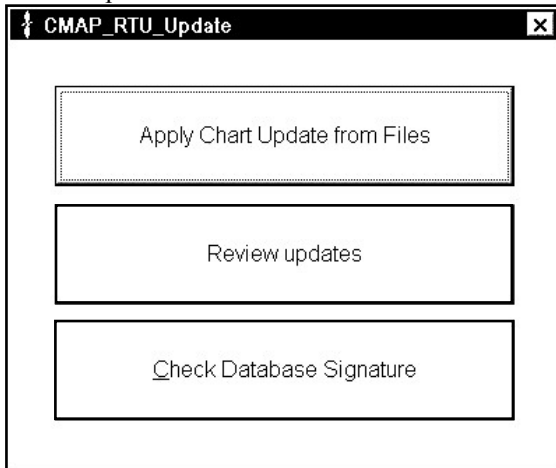 CMAP_RTU_Update
Apply Chart Update from Files
Review updates
Check Database Signature